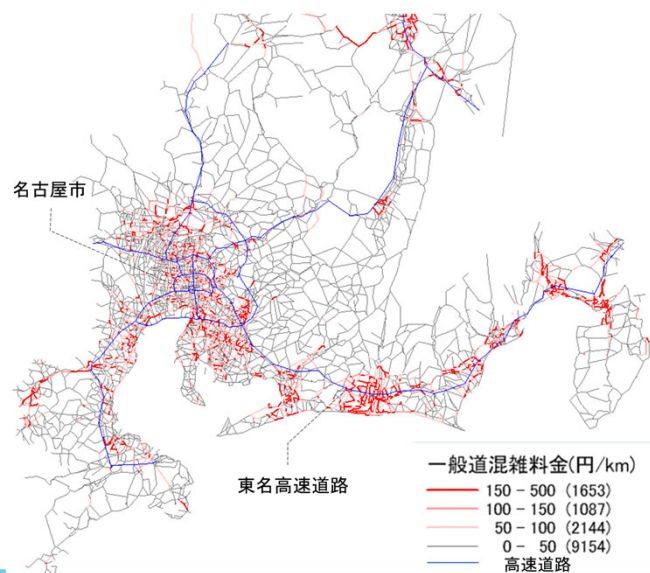 名古屋市
東名高速道路
一般道混雑料金(円/km)
150 - 500 (1653)
100 - 150 (1087)
50 - 100 (2144)
0 - 50 (9154)
高速道路